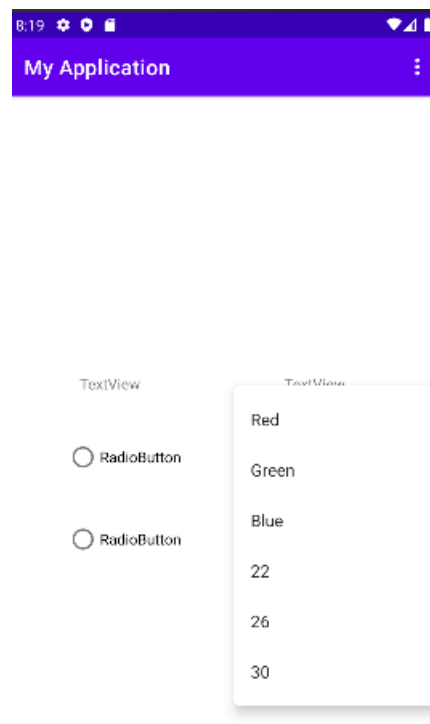 8:19
My Application
TextView
TextView
RadioButton
RadioButton
Red
Green
Blue
22
26
30